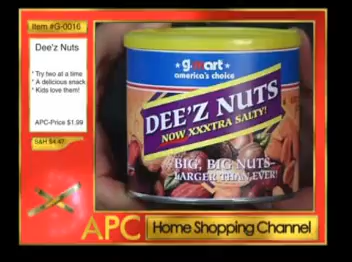 Item #G-0016
Dee'z Nuts
* Try two at a time
* A delicious snack
* Kids love them!
APC-Price $1.99
S&H $4.47
g.mart
america's choice
DEE'Z NUTS
NOW XXXTRA SALTY!
BIG, BIG NUTS-
LARGER THAN EVER!
APC Home Shopping Channel